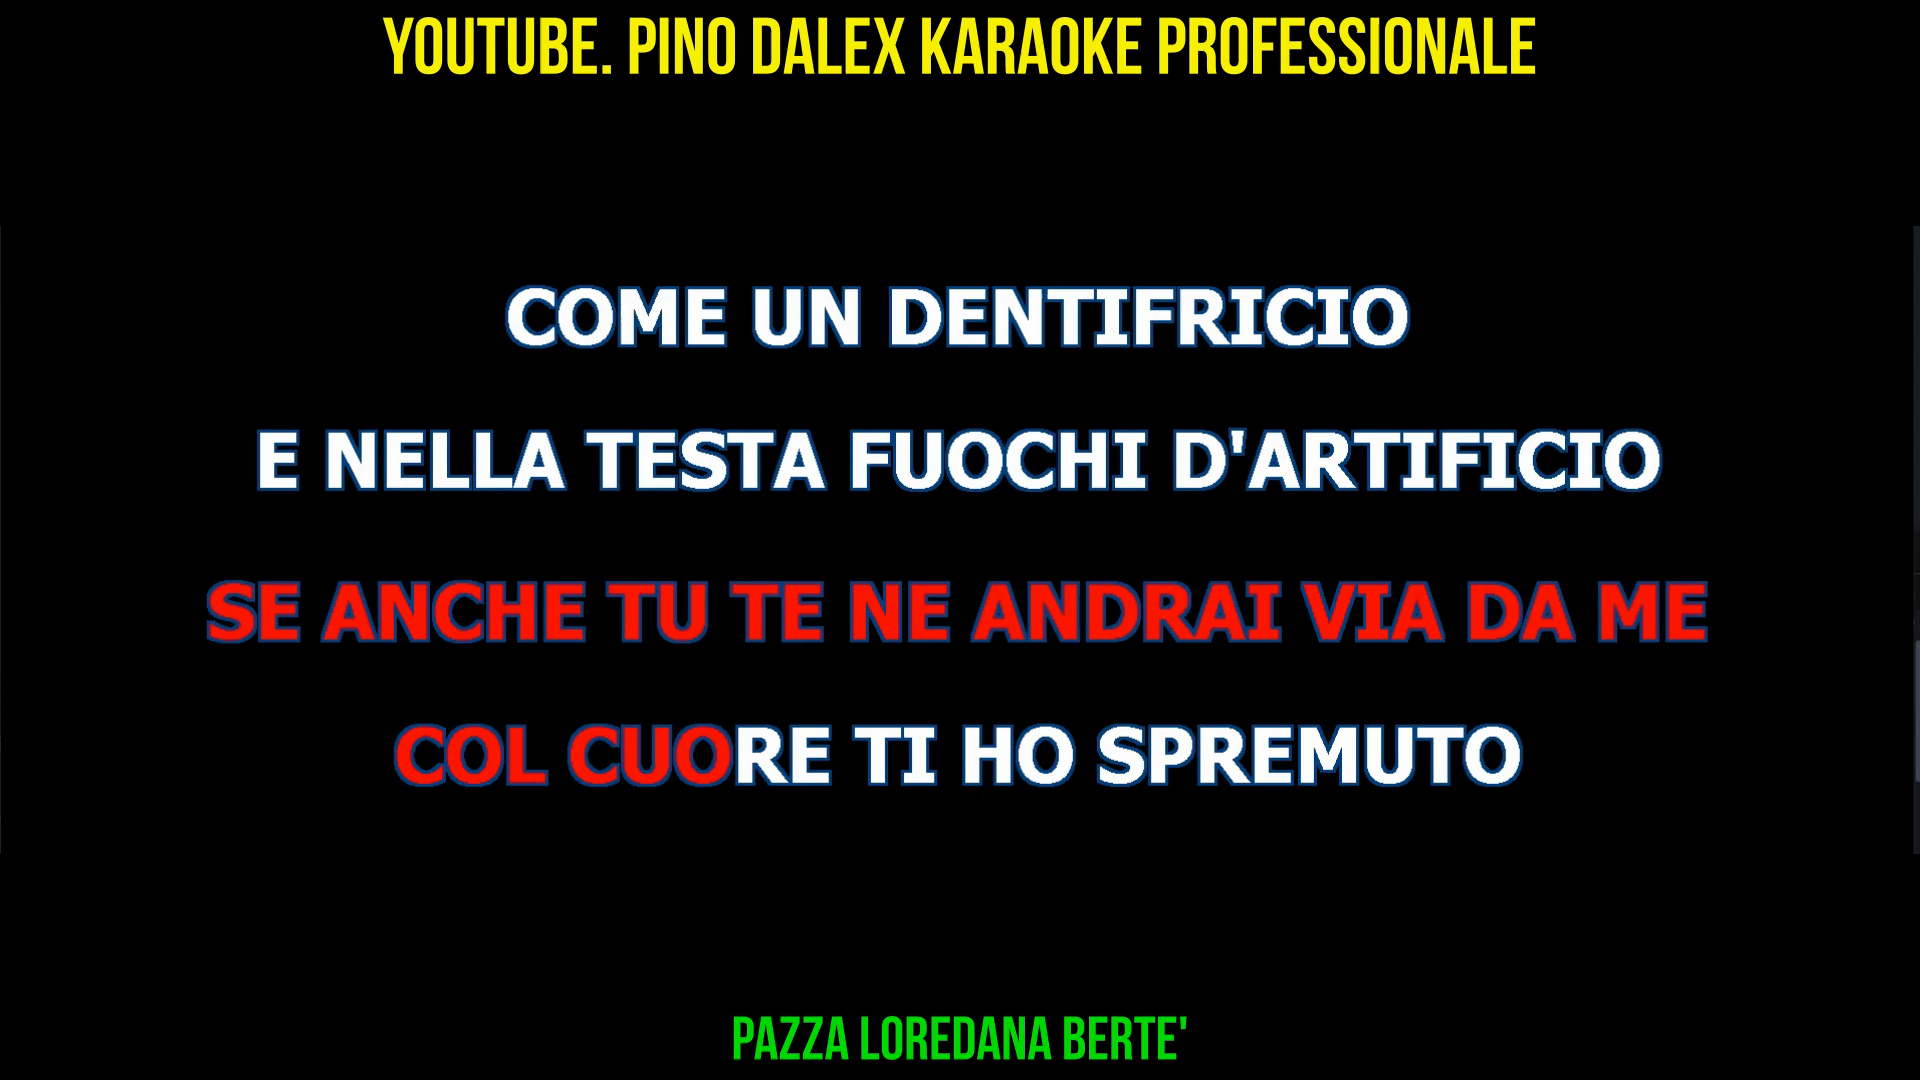 YOUTUBE. PINO DALEX KARAOKE PROFESSIONALE
COME UN DENTIFRICIO
E NELLA TESTA FUOCHI D'ARTIFICIO
SE ANCHE TU TE NE ANDRAI VIA DA ME
COL CUORE TI HO SPREMUTO
PAZZA LOREDANA BERTE'